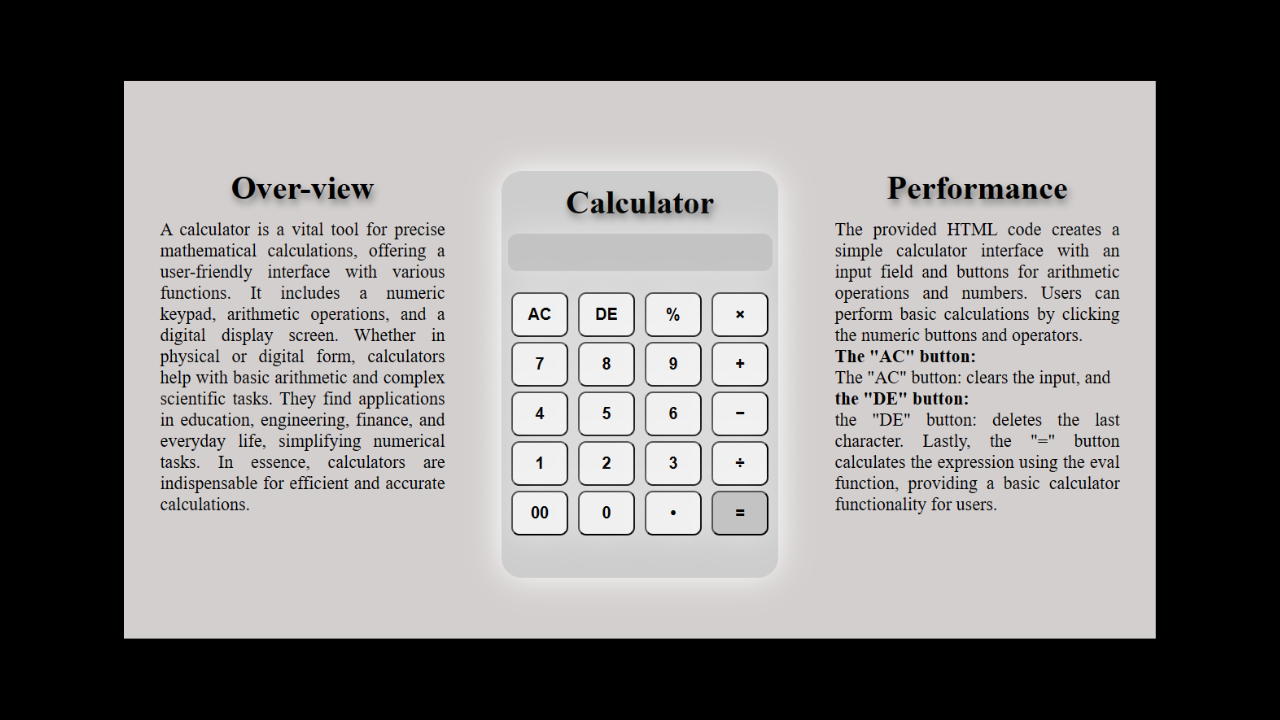 Over-view
A calculator is a vital tool for precise
mathematical calculations, offering a
user-friendly interface with various
functions. It includes a numeric
keypad, arithmetic operations, and a
digital display screen. Whether in
physical or digital form, calculators
help with basic arithmetic and complex
scientific tasks. They find applications
in education, engineering, finance, and
everyday life, simplifying numerical
tasks. In essence, calculators are
indispensable for efficient and accurate
calculations.
Calculator
AC DE % ×
7 8 9 +
4 5 6 −
1 2 3 ÷
00 0 • =
Performance
The provided HTML code creates a
simple calculator interface with an
input field and buttons for arithmetic
operations and numbers. Users can
perform basic calculations by clicking
the numeric buttons and operators.
The "AC" button:
The "AC" button: clears the input, and
the "DE" button:
the "DE" button: deletes the last
character. Lastly, the "=" button
calculates the expression using the eval
function, providing a basic calculator
functionality for users.